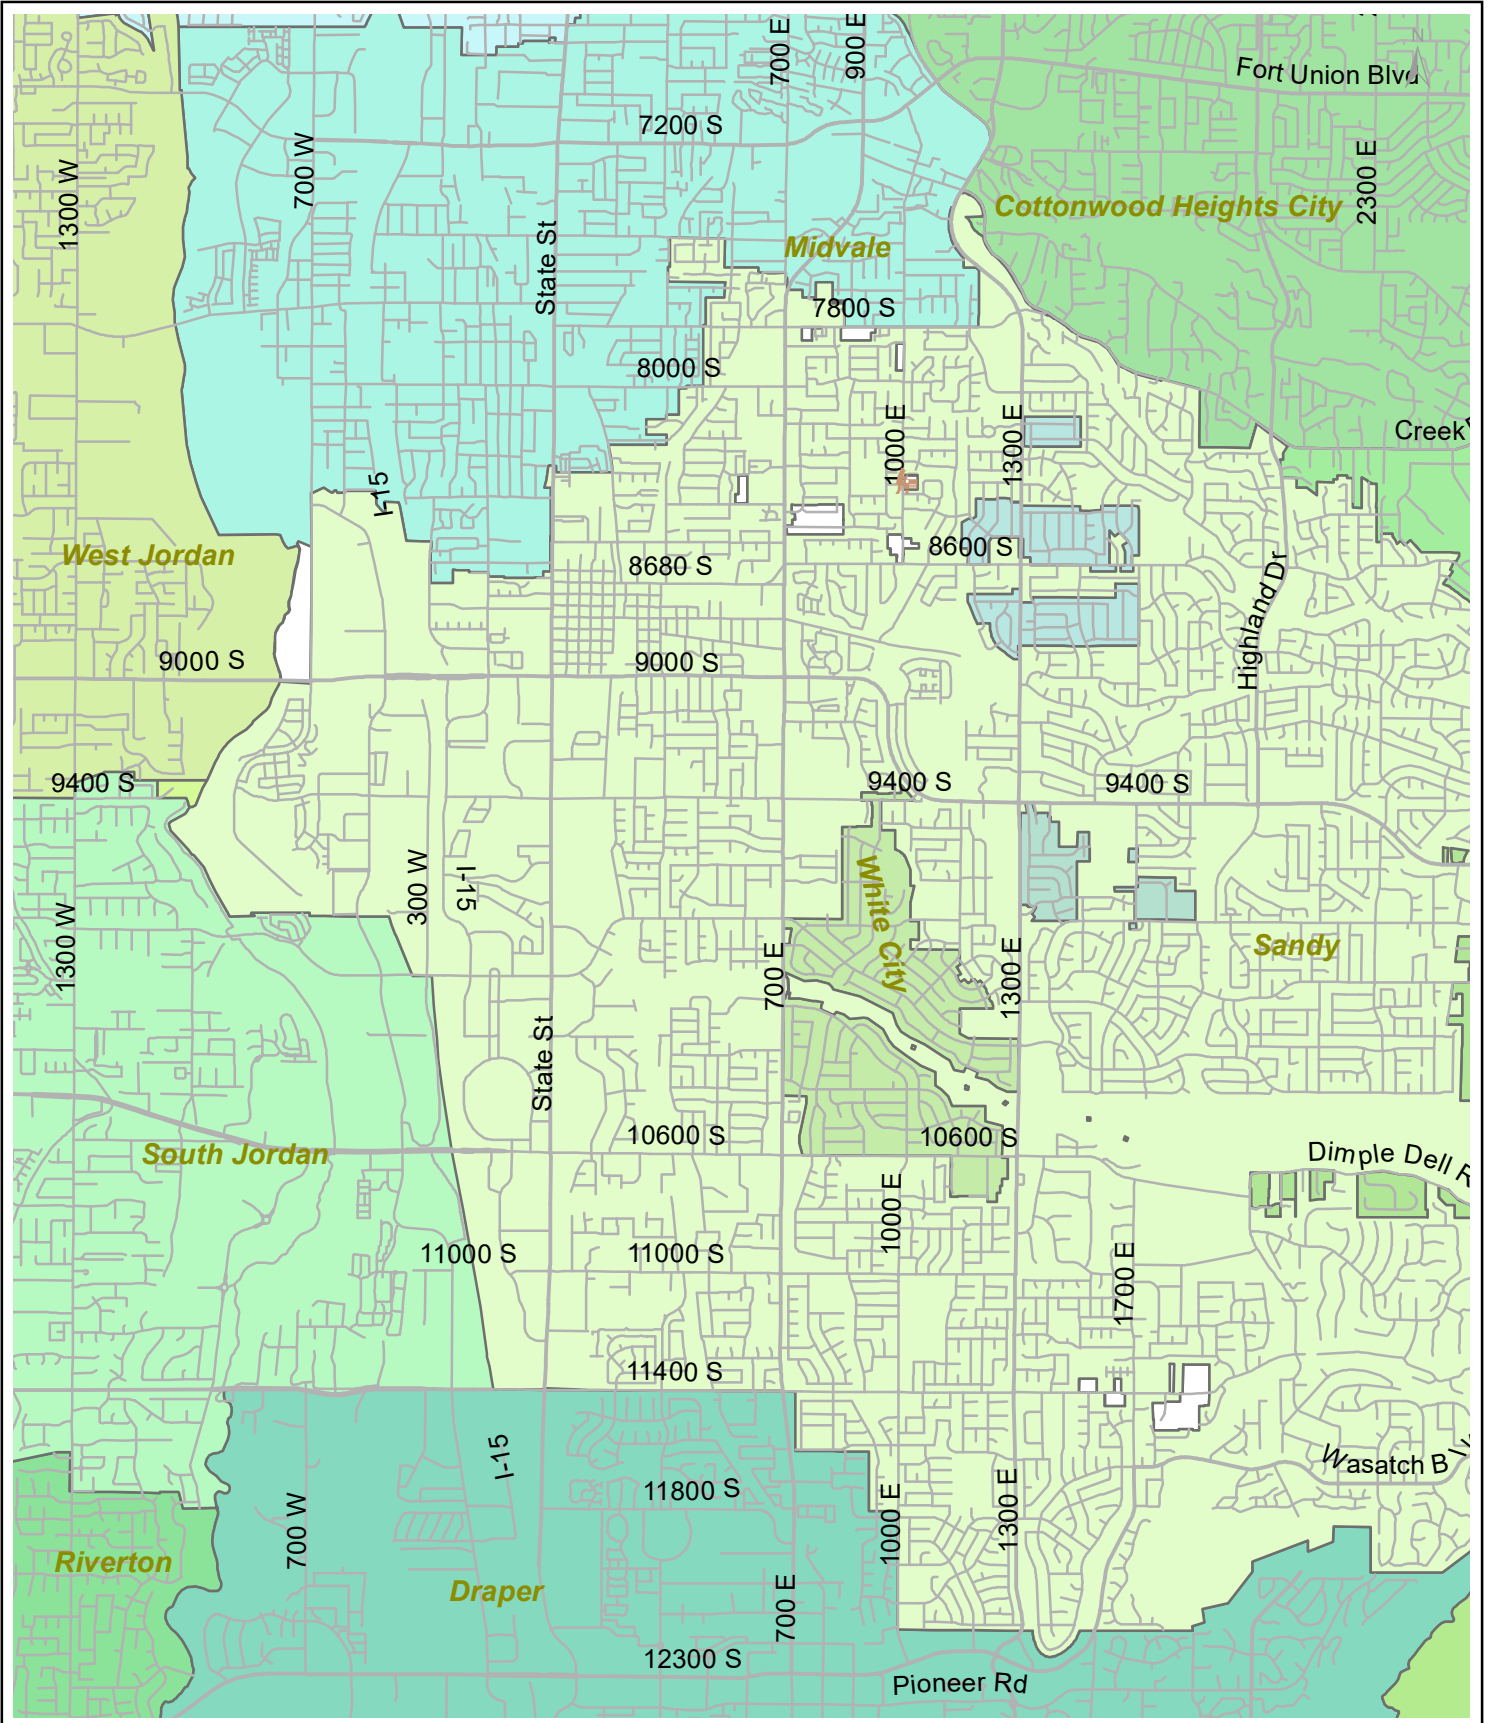 700 E
900 E
Fort Union Blvd
N
7200 S
700 W
1300 W
2300 E
Cottonwood Heights City
Midvale
State St
7800 S
8000 S
1000 E
1300 E
Creek
I-15
West Jordan
8600 S
8680 S
Highland Dr
9000 S
9000 S
9400 S
9400 S
9400 S
300 W
I-15
White City
1300 W
Sandy
700 E
1300 E
State St
10600 S
10600 S
South Jordan
Dimple Dell R
1000 E
11000 S
11000 S
1700 E
11400 S
I-15
Wasatch Blv
11800 S
700 W
1000 E
1300 E
Riverton
Draper
700 E
12300 S
Pioneer Rd